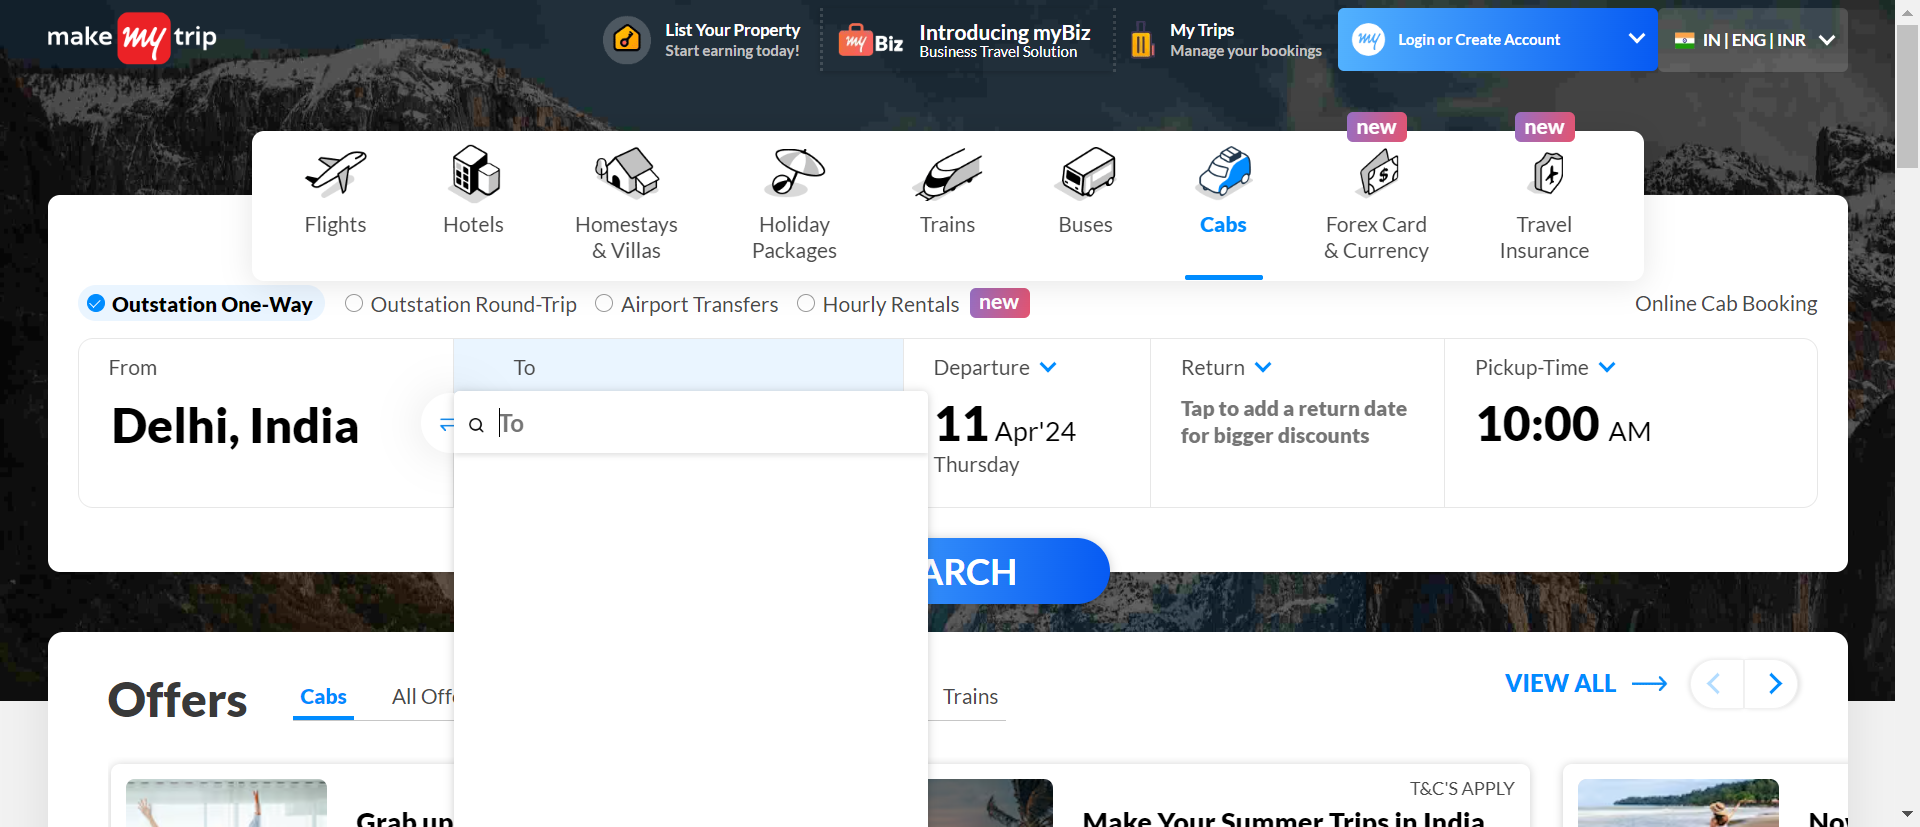 make my trip
List Your Property
Start earning today!
my Biz
Introducing myBiz
Business Travel Solution
My Trips
Manage your bookings
my
Login or Create Account
IN | ENG | INR
new
new
Flights
Hotels
Homestays
& Villas
Holiday
Packages
Trains
Buses
Cabs
Forex Card
& Currency
Travel
Insurance
Outstation One-Way
Outstation Round-Trip
Airport Transfers
Hourly Rentals
new
Online Cab Booking
From
Delhi, India
To
To
Departure
11 Apr'24
Thursday
Return
Tap to add a return date
for bigger discounts
Pickup-Time
10:00 AM
ARCH
Offers
Cabs
All Off
Trains
VIEW ALL
Grab up
T&C'S APPLY
Make Your Summer Trips in India